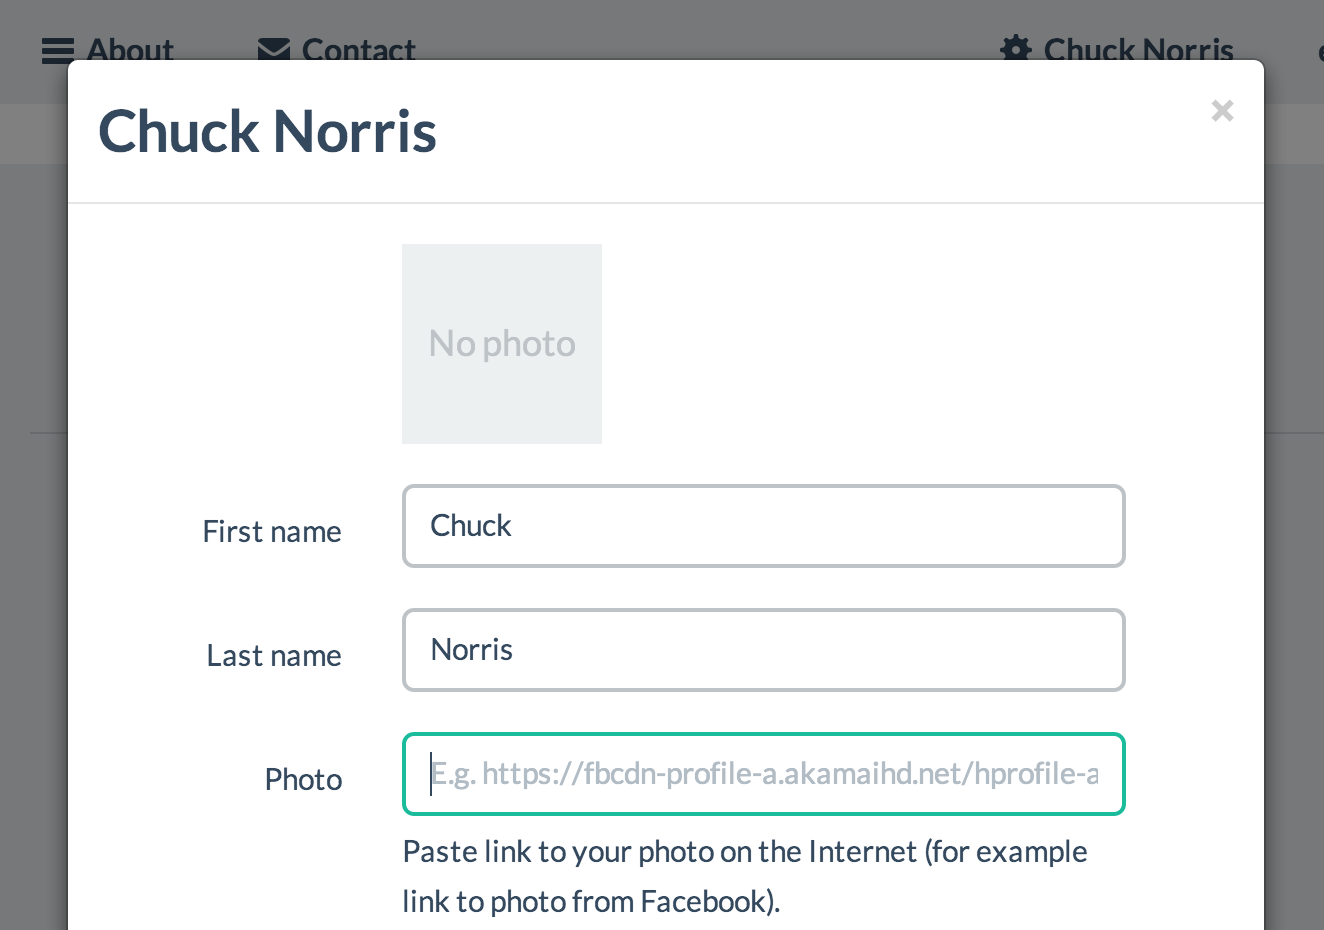 About Contact Chuck Norris
Chuck Norris
×
No photo
First name Chuck
Last name Norris
Photo E.g. https://fbcdn-profile-a.akamaihd.net/hprofile-a
Paste link to your photo on the Internet (for example
link to photo from Facebook).